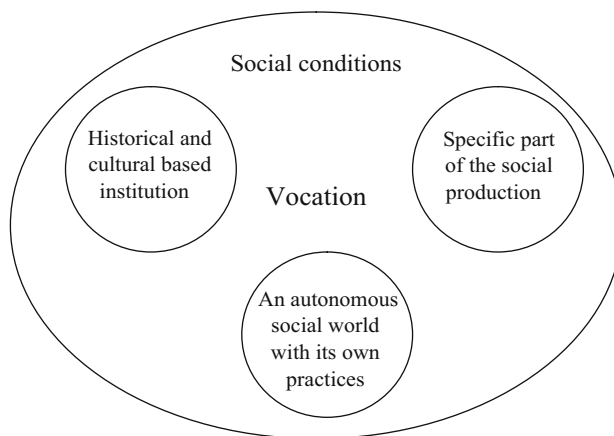 Social conditions
Historical and
cultural based
institution
Specific part
of the social
production
Vocation
An autonomous
social world
with its own
practices